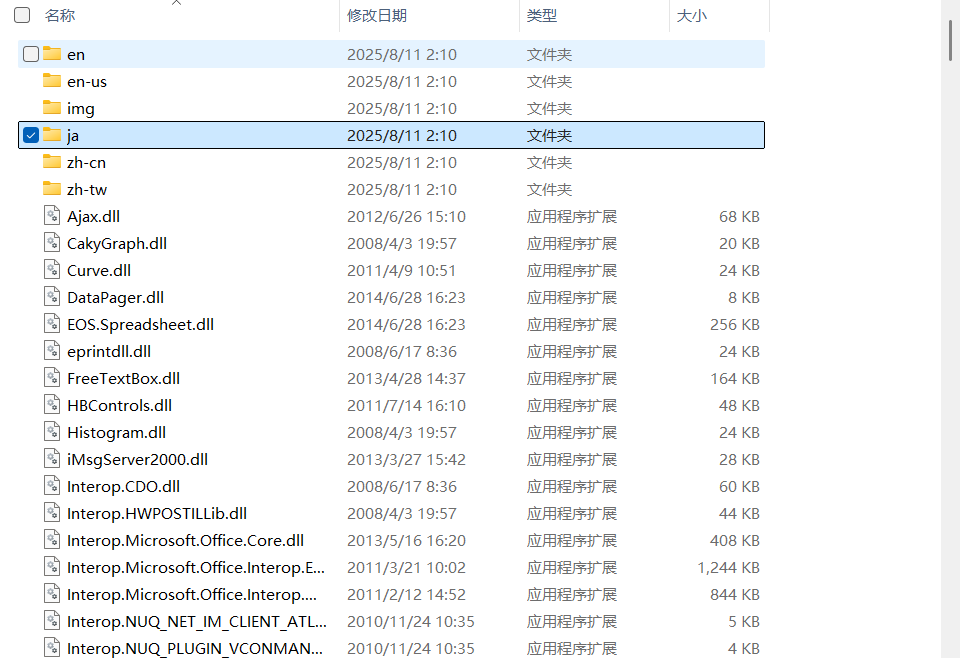 名称 修改日期 类型 大小
en 2025/8/11 2:10 文件夹
en-us 2025/8/11 2:10 文件夹
img 2025/8/11 2:10 文件夹
ja 2025/8/11 2:10 文件夹
zh-cn 2025/8/11 2:10 文件夹
zh-tw 2025/8/11 2:10 文件夹
Ajax.dll 2012/6/26 15:10 应用程序扩展 68 KB
CakyGraph.dll 2008/4/3 19:57 应用程序扩展 20 KB
Curve.dll 2011/4/9 10:51 应用程序扩展 24 KB
DataPager.dll 2014/6/28 16:23 应用程序扩展 8 KB
EOS.Spreadsheet.dll 2014/6/28 16:23 应用程序扩展 256 KB
eprintdll.dll 2008/6/17 8:36 应用程序扩展 24 KB
FreeTextBox.dll 2013/4/28 14:37 应用程序扩展 164 KB
HBControls.dll 2011/7/14 16:10 应用程序扩展 48 KB
Histogram.dll 2008/4/3 19:57 应用程序扩展 24 KB
iMsgServer2000.dll 2013/3/27 15:42 应用程序扩展 28 KB
Interop.CDO.dll 2008/6/17 8:36 应用程序扩展 60 KB
Interop.HWPOSTILLib.dll 2008/4/3 19:57 应用程序扩展 44 KB
Interop.Microsoft.Office.Core.dll 2013/5/16 16:20 应用程序扩展 408 KB
Interop.Microsoft.Office.Interop.E... 2011/3/21 10:02 应用程序扩展 1,244 KB
Interop.Microsoft.Office.Interop.... 2011/2/12 14:52 应用程序扩展 844 KB
Interop.NUQ_NET_IM_CLIENT_ATL... 2010/11/24 10:35 应用程序扩展 5 KB
Interop.NUQ_PLUGIN_VCONMAN... 2010/11/24 10:35 应用程序扩展 4 KB